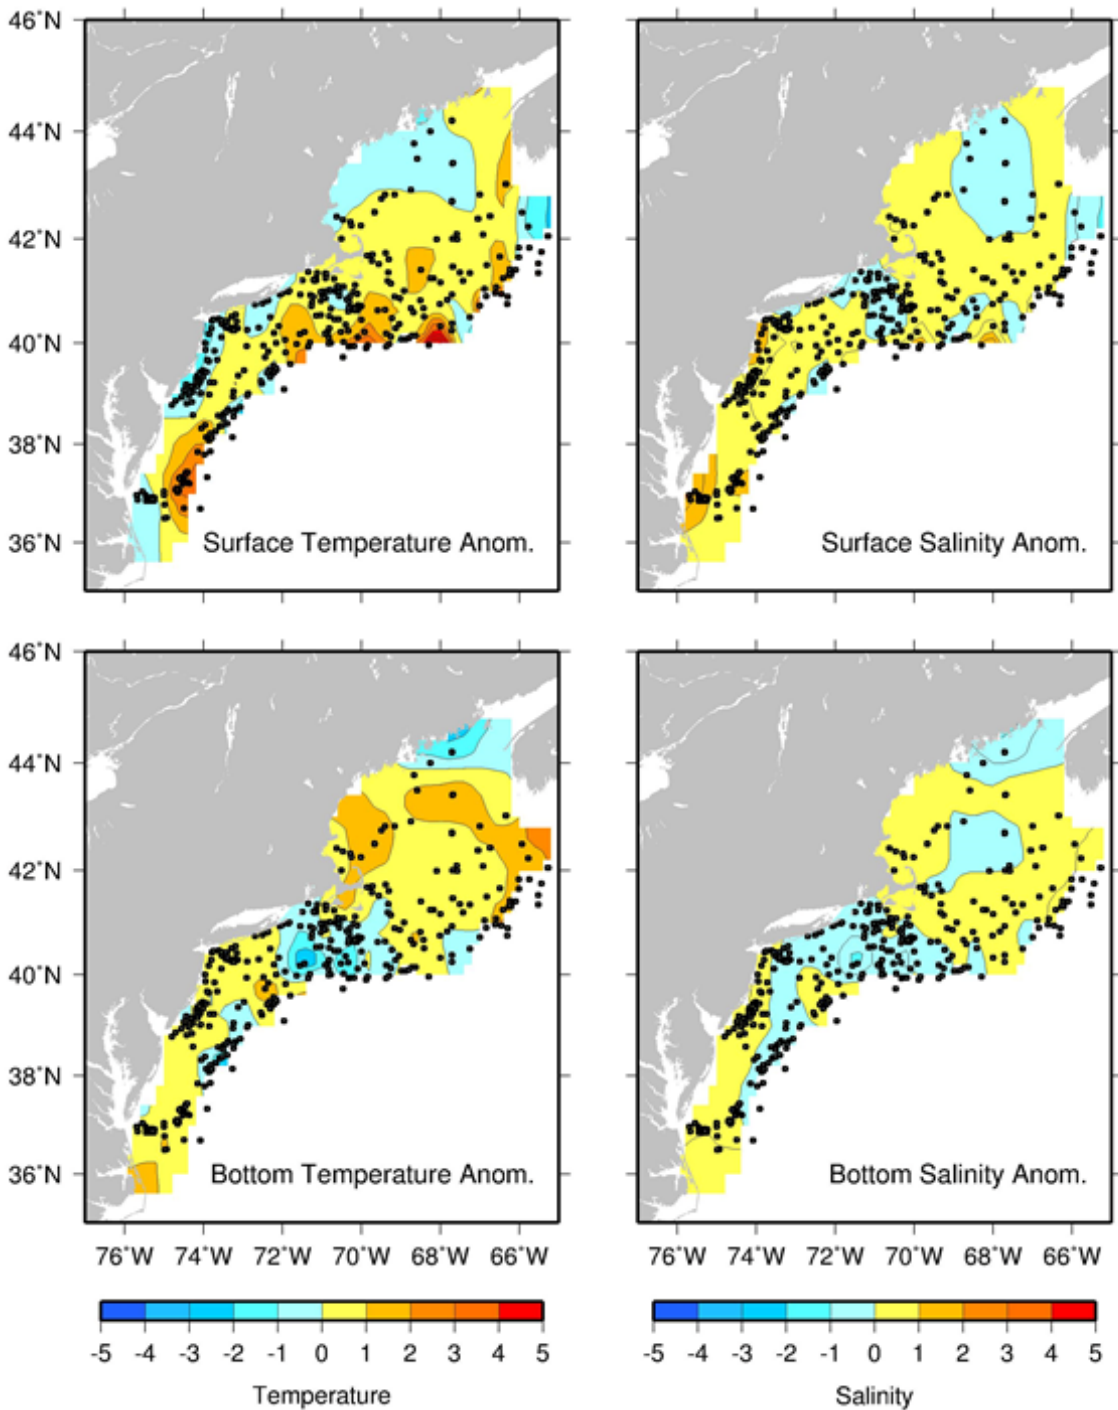 46°N
44°N
42°N
40°N
38°N
36°N
Surface Temperature Anom.
Surface Salinity Anom.
46°N
44°N
42°N
40°N
38°N
36°N
Bottom Temperature Anom.
Bottom Salinity Anom.
76°W 74°W 72°W 70°W 68°W 66°W
76°W 74°W 72°W 70°W 68°W 66°W
-5 -4 -3 -2 -1 0 1 2 3 4 5
-5 -4 -3 -2 -1 0 1 2 3 4 5
Temperature
Salinity